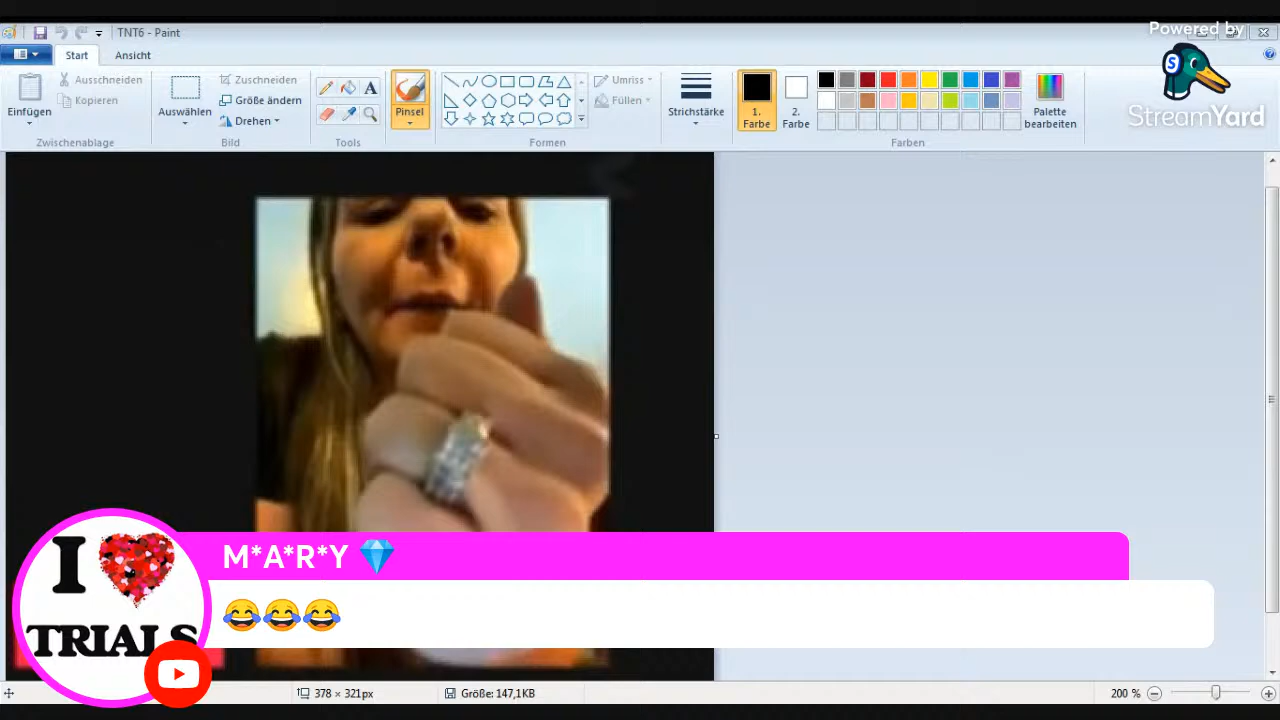 Powered by
TNT6 - Paint
Start
Ansicht
Ausschneiden
Zuschneiden
Umriss
Kopieren
Größe ändern
Füllen
Einfügen
Auswählen
Drehen
Pinsel
Strichstärke
1.
Farbe
2.
Farbe
Palette
bearbeiten
StreamYard
Zwischenablage
Bild
Tools
Formen
Farben
M*A*R*Y 💎
😂😂😂
I
TRIALS
378 × 321px
Größe: 147,1KB
200 %